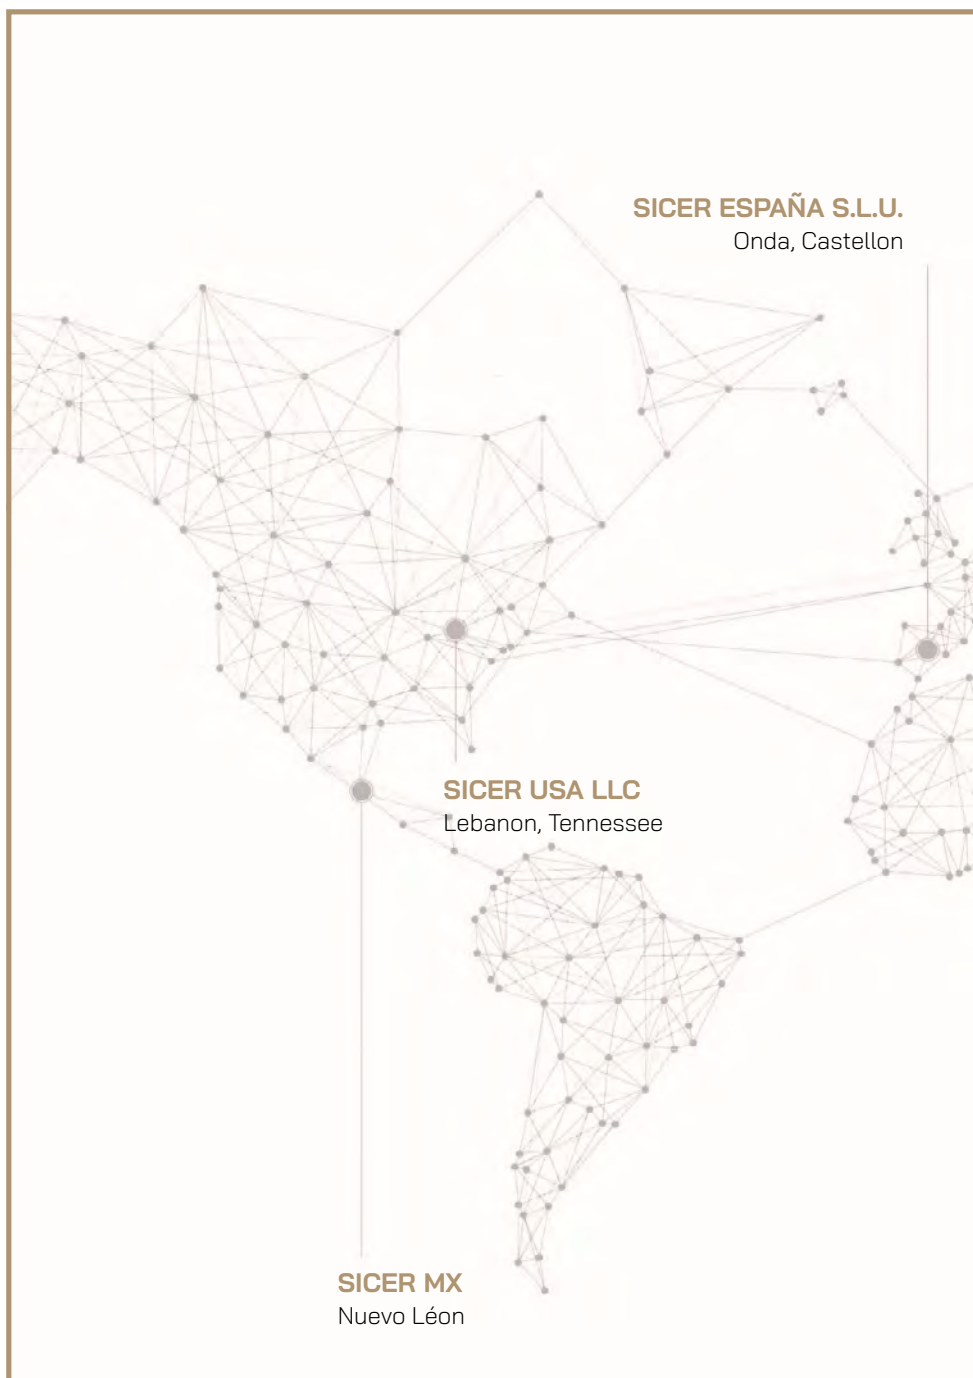 SICER ESPAÑA S.L.U.
Onda, Castellon
SICER USA LLC
Lebanon, Tennessee
SICER MX
Nuevo Léon